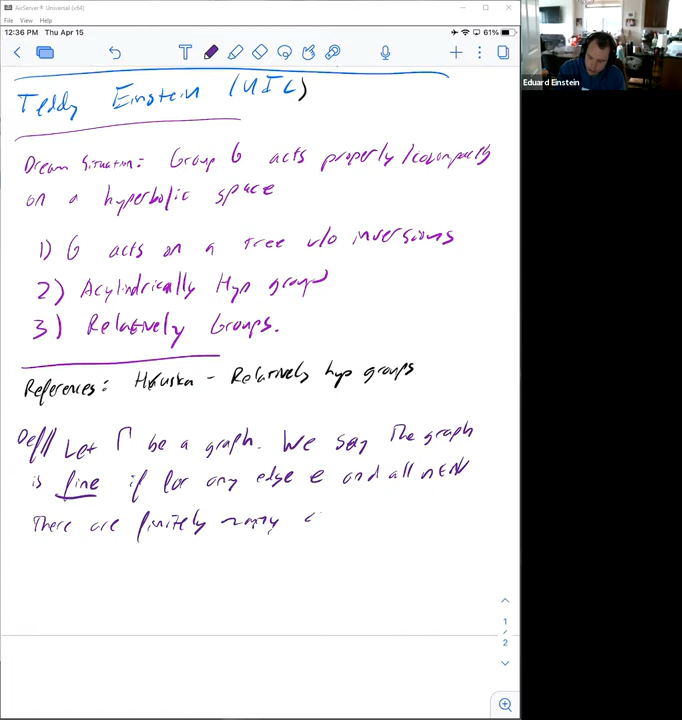 AirServer® Universal (x64)
File View Help
12:36 PM Thu Apr 15
61%
T
Eduard Einstein
Teddy Einstein (UIC)
Dream Situation: Group G acts properly/cocompactly
on a hyperbolic space
1) G acts on a tree w/o inversions
2) Acylindrically Hyp group
3) Relatively Groups.
References: Hruska - Relatively hyp groups
Def// Let Γ be a graph. We say The graph
is fine if for any edge e and all n∈N
There are finitely many c
1
/
2